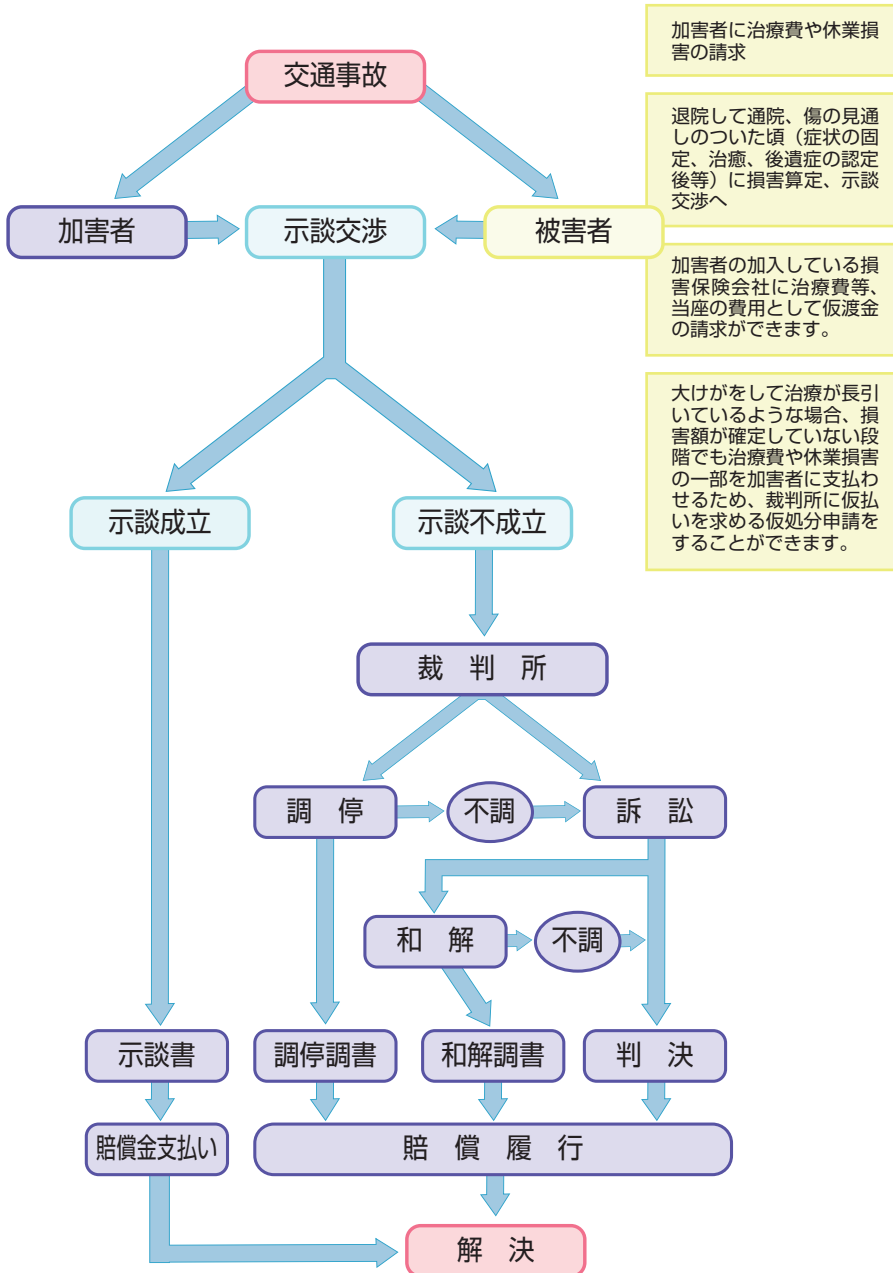 交通事故
加害者に治療費や休業損
害の請求
退院して通院、傷の見通
しのついた頃（症状の固
定、治癒、後遺症の認定
後等）に損害算定、示談
交渉へ
加害者
示談交渉
被害者
加害者の加入している損
害保険会社に治療費等、
当座の費用として仮渡金
の請求ができます。
大けがをして治療が長引
いているような場合、損
害額が確定していない段
階でも治療費や休業損害
の一部を加害者に支払わ
せるため、裁判所に仮払
いを求める仮処分申請を
することができます。
示談成立
示談不成立
裁　判　所
調　停
不調
訴　訟
和　解
不調
示談書
調停調書
和解調書
判　決
賠償金支払い
賠　償　履　行
解　決